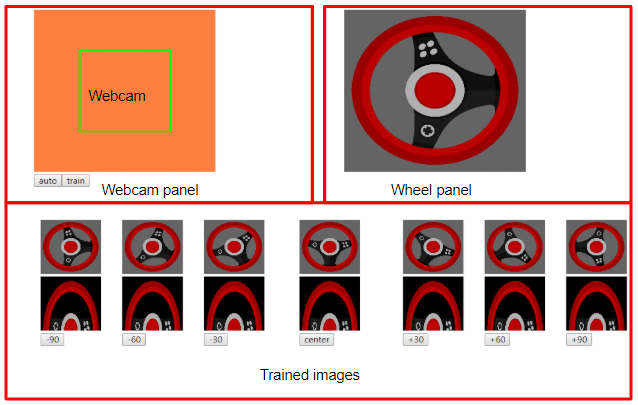 Webcam
auto train
Webcam panel
Wheel panel
-90 -60 -30 center +30 +60 +90
Trained images